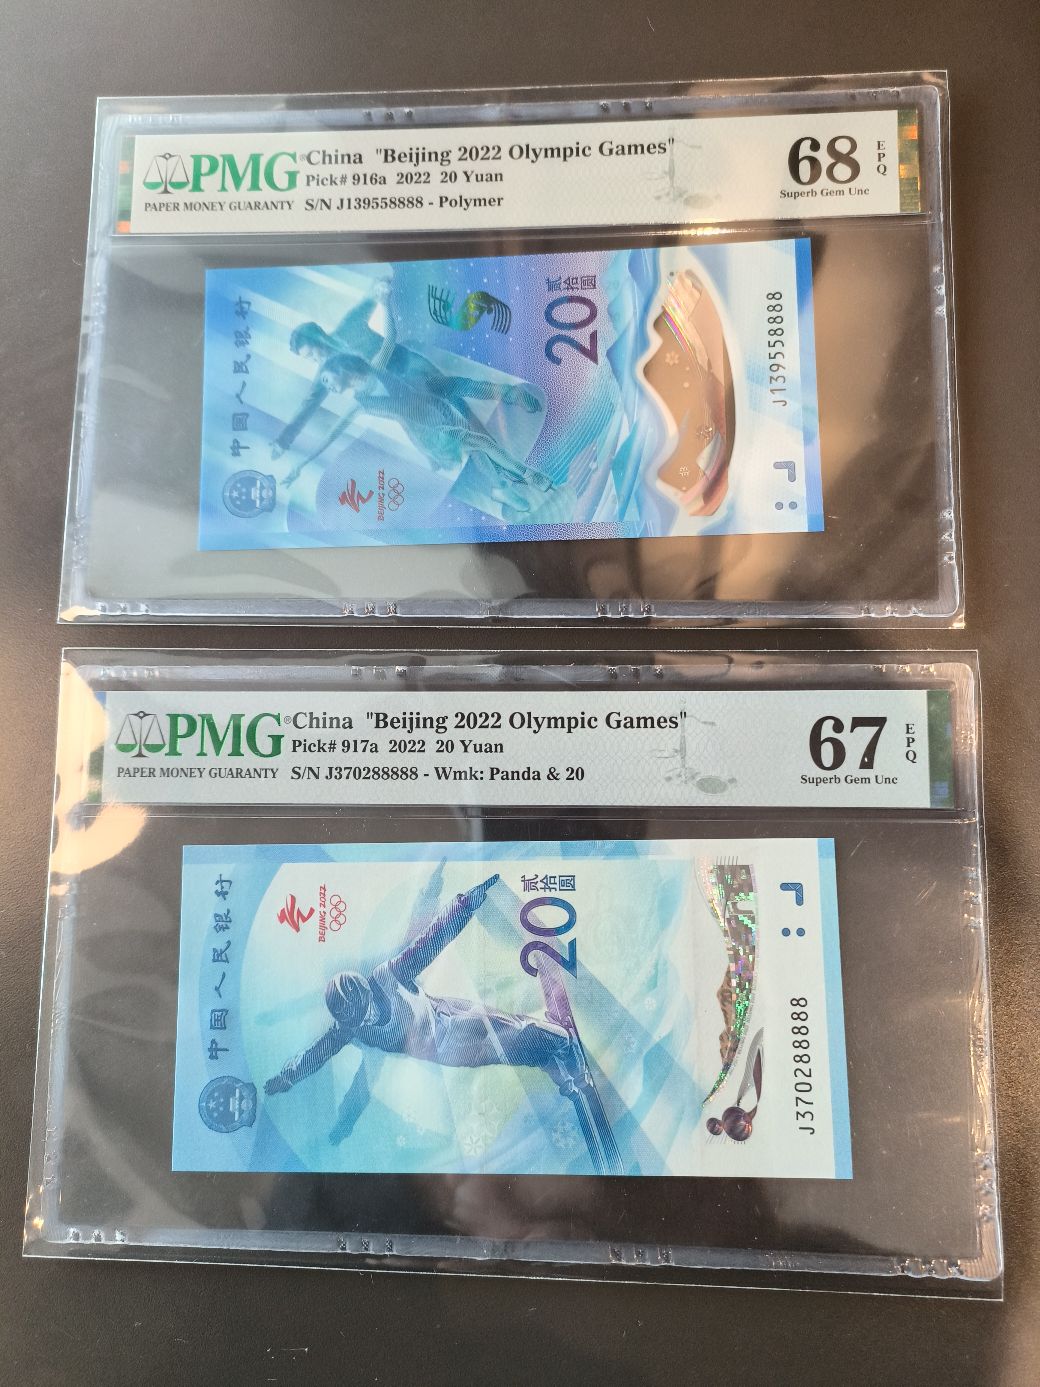 PMG® China "Beijing 2022 Olympic Games"
Pick# 916a 2022 20 Yuan
PAPER MONEY GUARANTY S/N J139558888 - Polymer
68 EPQ
Superb Gem Unc
中国人民银行
BEIJING 2022
20 贰拾圆
J139558888
PMG® China "Beijing 2022 Olympic Games"
Pick# 917a 2022 20 Yuan
PAPER MONEY GUARANTY S/N J370288888 - Wmk: Panda & 20
67 EPQ
Superb Gem Unc
中国人民银行
BEIJING 2022
20 贰拾圆
J370288888